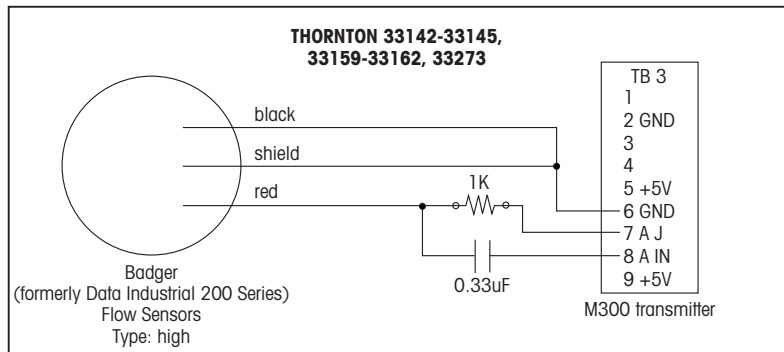 THORNTON 33142-33145,
33159-33162, 33273
black
shield
red
1K
0.33uF
Badger
(formerly Data Industrial 200 Series)
Flow Sensors
Type: high
TB 3
1
2 GND
3
4
5 +5V
6 GND
7 A J
8 A IN
9 +5V
M300 transmitter